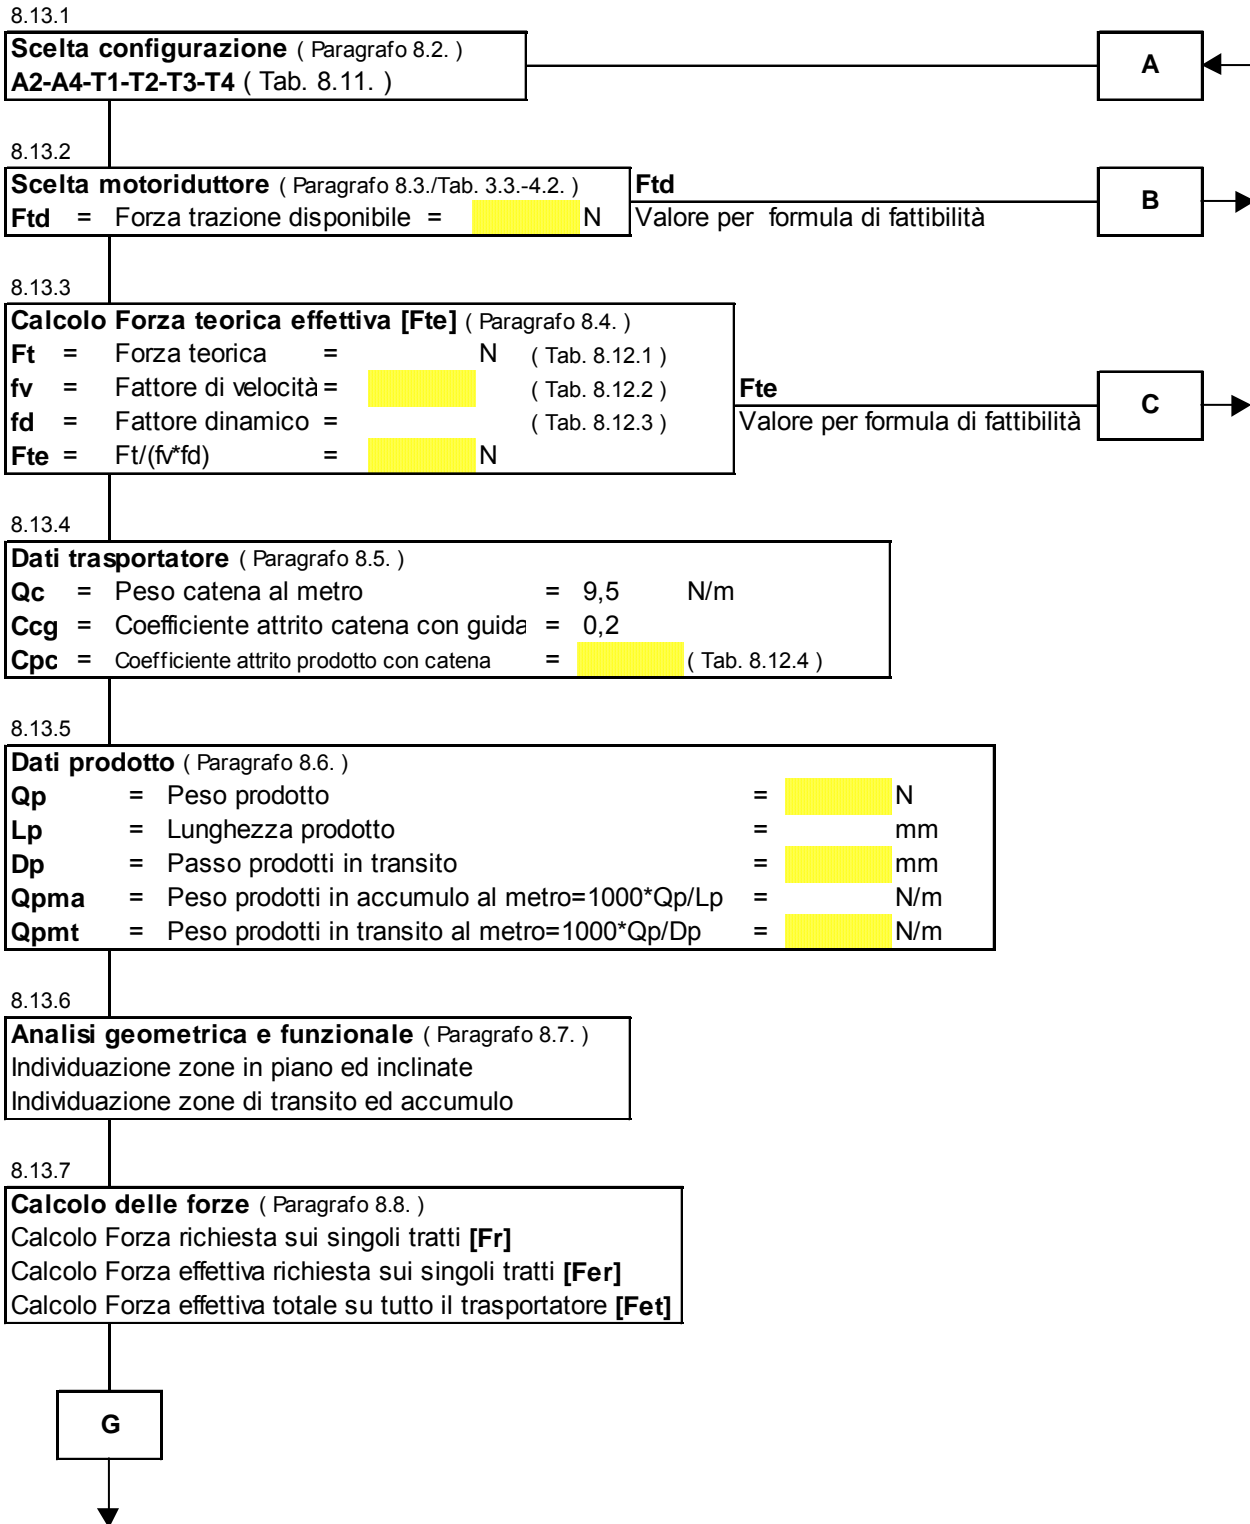 8.13.1
Scelta configurazione ( Paragrafo 8.2. )
A2-A4-T1-T2-T3-T4 ( Tab. 8.11. )
A
8.13.2
Scelta motoriduttore ( Paragrafo 8.3./Tab. 3.3.-4.2. )
Ftd = Forza trazione disponibile = N
Ftd
Valore per formula di fattibilità
B
8.13.3
Calcolo Forza teorica effettiva [Fte] ( Paragrafo 8.4. )
Ft = Forza teorica = N ( Tab. 8.12.1 )
fv = Fattore di velocità = ( Tab. 8.12.2 )
fd = Fattore dinamico = ( Tab. 8.12.3 )
Fte = Ft/(fv*fd) = N
Fte
Valore per formula di fattibilità
C
8.13.4
Dati trasportatore ( Paragrafo 8.5. )
Qc = Peso catena al metro = 9,5 N/m
Ccg = Coefficiente attrito catena con guida = 0,2
Cpc = Coefficiente attrito prodotto con catena = ( Tab. 8.12.4 )
8.13.5
Dati prodotto ( Paragrafo 8.6. )
Qp = Peso prodotto = N
Lp = Lunghezza prodotto = mm
Dp = Passo prodotti in transito = mm
Qpma = Peso prodotti in accumulo al metro=1000*Qp/Lp = N/m
Qpmt = Peso prodotti in transito al metro=1000*Qp/Dp = N/m
8.13.6
Analisi geometrica e funzionale ( Paragrafo 8.7. )
Individuazione zone in piano ed inclinate
Individuazione zone di transito ed accumulo
8.13.7
Calcolo delle forze ( Paragrafo 8.8. )
Calcolo Forza richiesta sui singoli tratti [Fr]
Calcolo Forza effettiva richiesta sui singoli tratti [Fer]
Calcolo Forza effettiva totale su tutto il trasportatore [Fet]
G